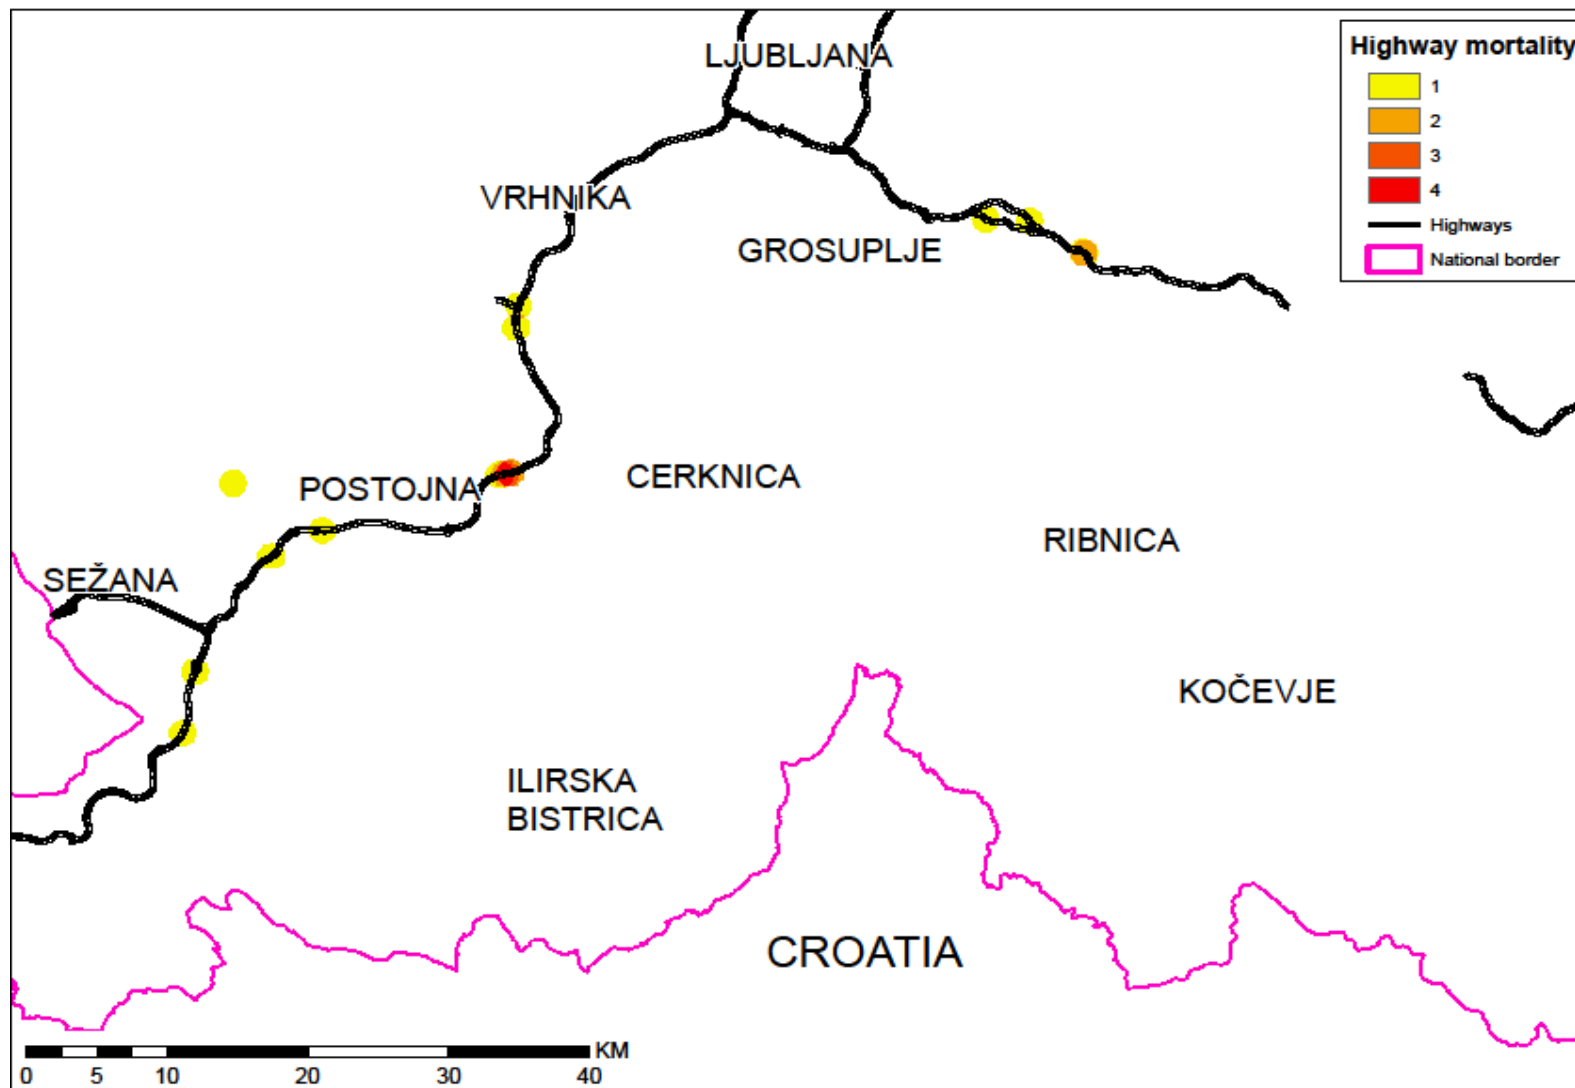 LJUBLJANA
Highway mortality
1
2
3
4
Highways
National border
VRHNIKA
GROSUPLJE
POSTOJNA
CERKNICA
RIBNICA
SEŽANA
KOČEVJE
ILIRSKA
BISTRICA
CROATIA
KM
0 5 10 20 30 40